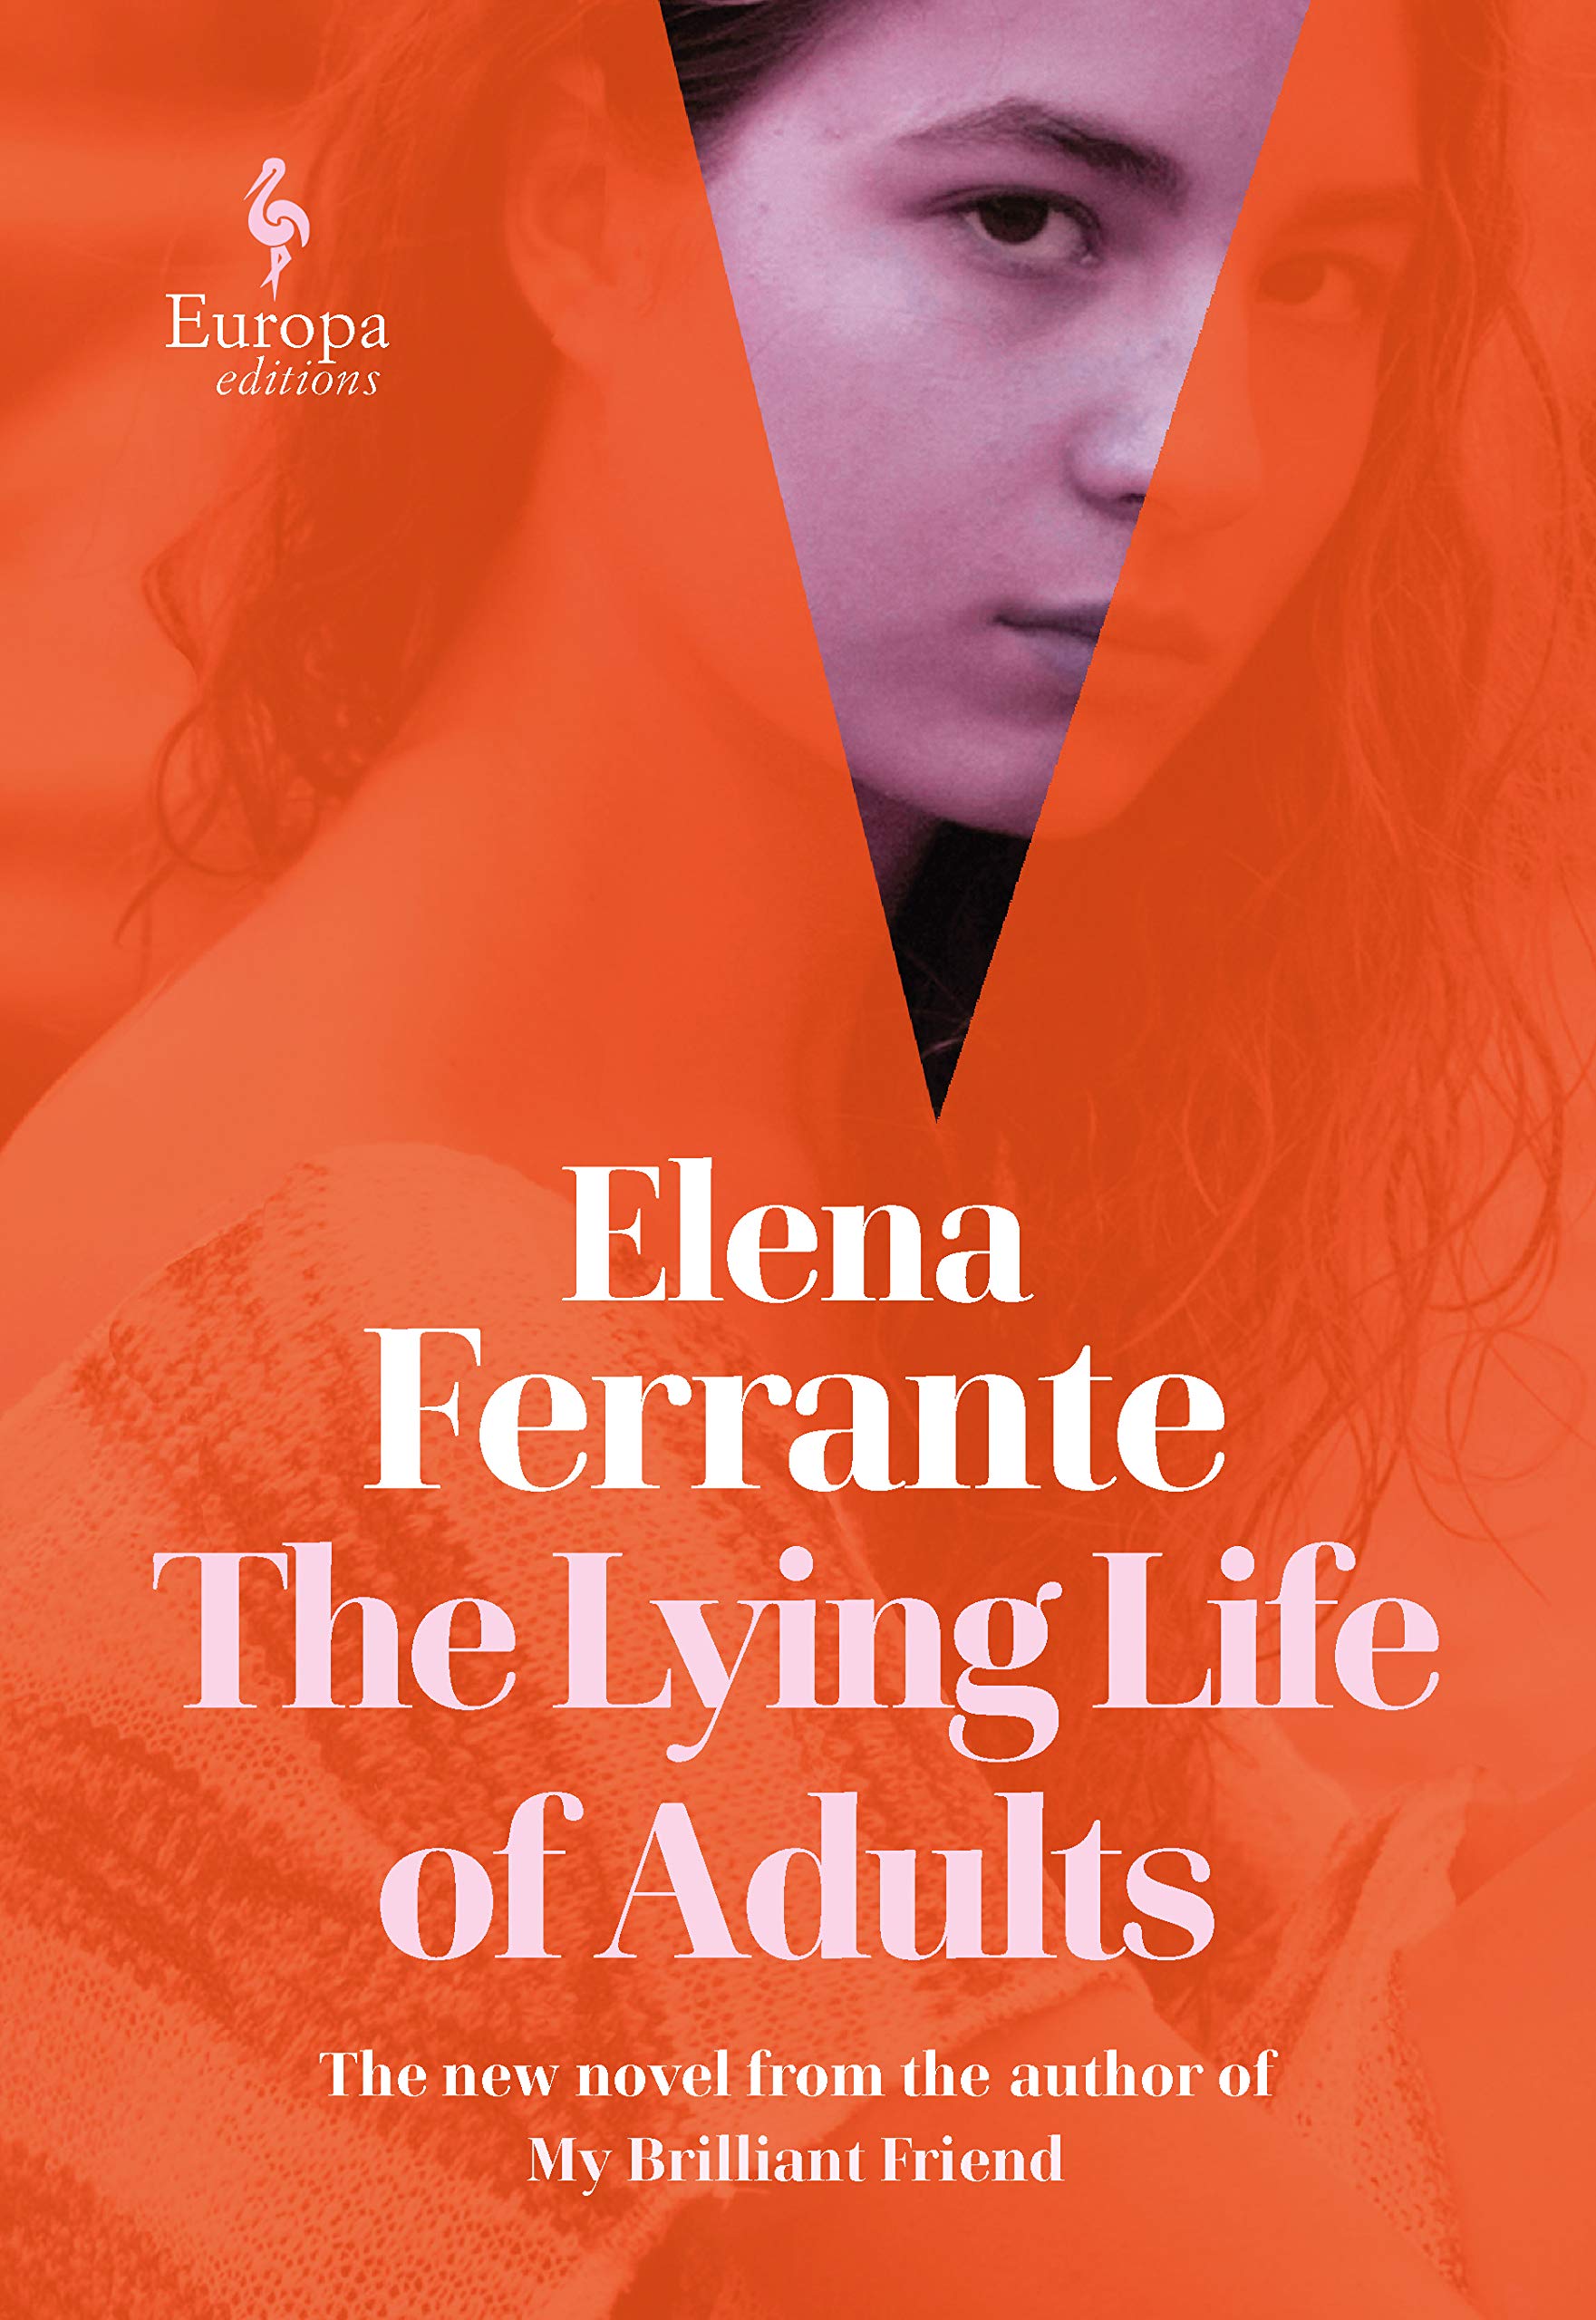 Europa
editions
Elena
Ferrante
The Lying Life
of Adults
The new novel from the author of
My Brilliant Friend